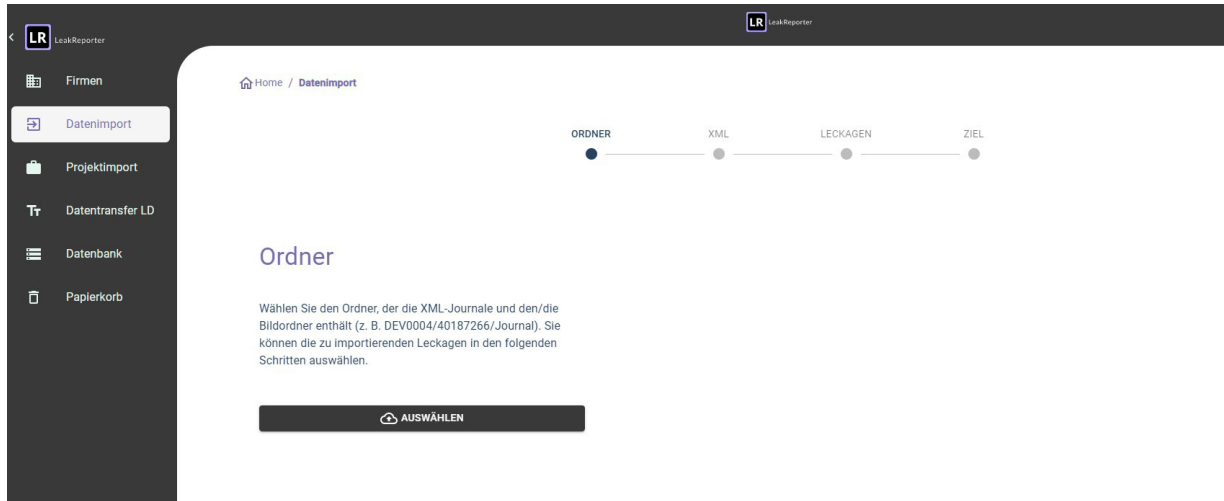 LR LeakReporter
LR LeakReporter
Firmen
Datenimport
Projektimport
Datentransfer LD
Datenbank
Papierkorb
Home / Datenimport
ORDNER XML LECKAGEN ZIEL
Ordner
Wählen Sie den Ordner, der die XML-Journale und den/die
Bildordner enthält (z. B. DEV0004/40187266/Journal). Sie
können die zu importierenden Leckagen in den folgenden
Schritten auswählen.
AUSWÄHLEN